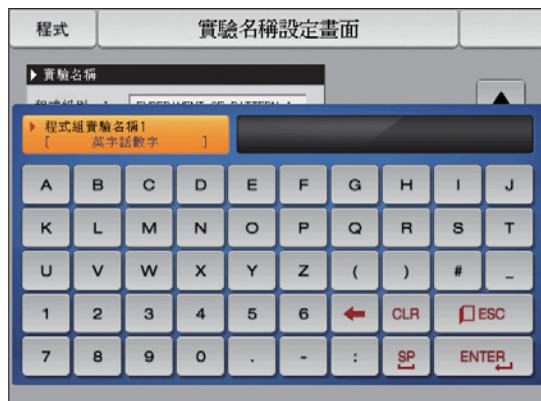 程式 實驗名稱設定畫面
▶ 實驗名稱
▶ 程式組實驗名稱1
[ 英字話數字 ]
A B C D E F G H I J
K L M N O P Q R S T
U V W X Y Z ( ) # _
1 2 3 4 5 6 ← CLR ESC
7 8 9 0 . - : SP ENTER